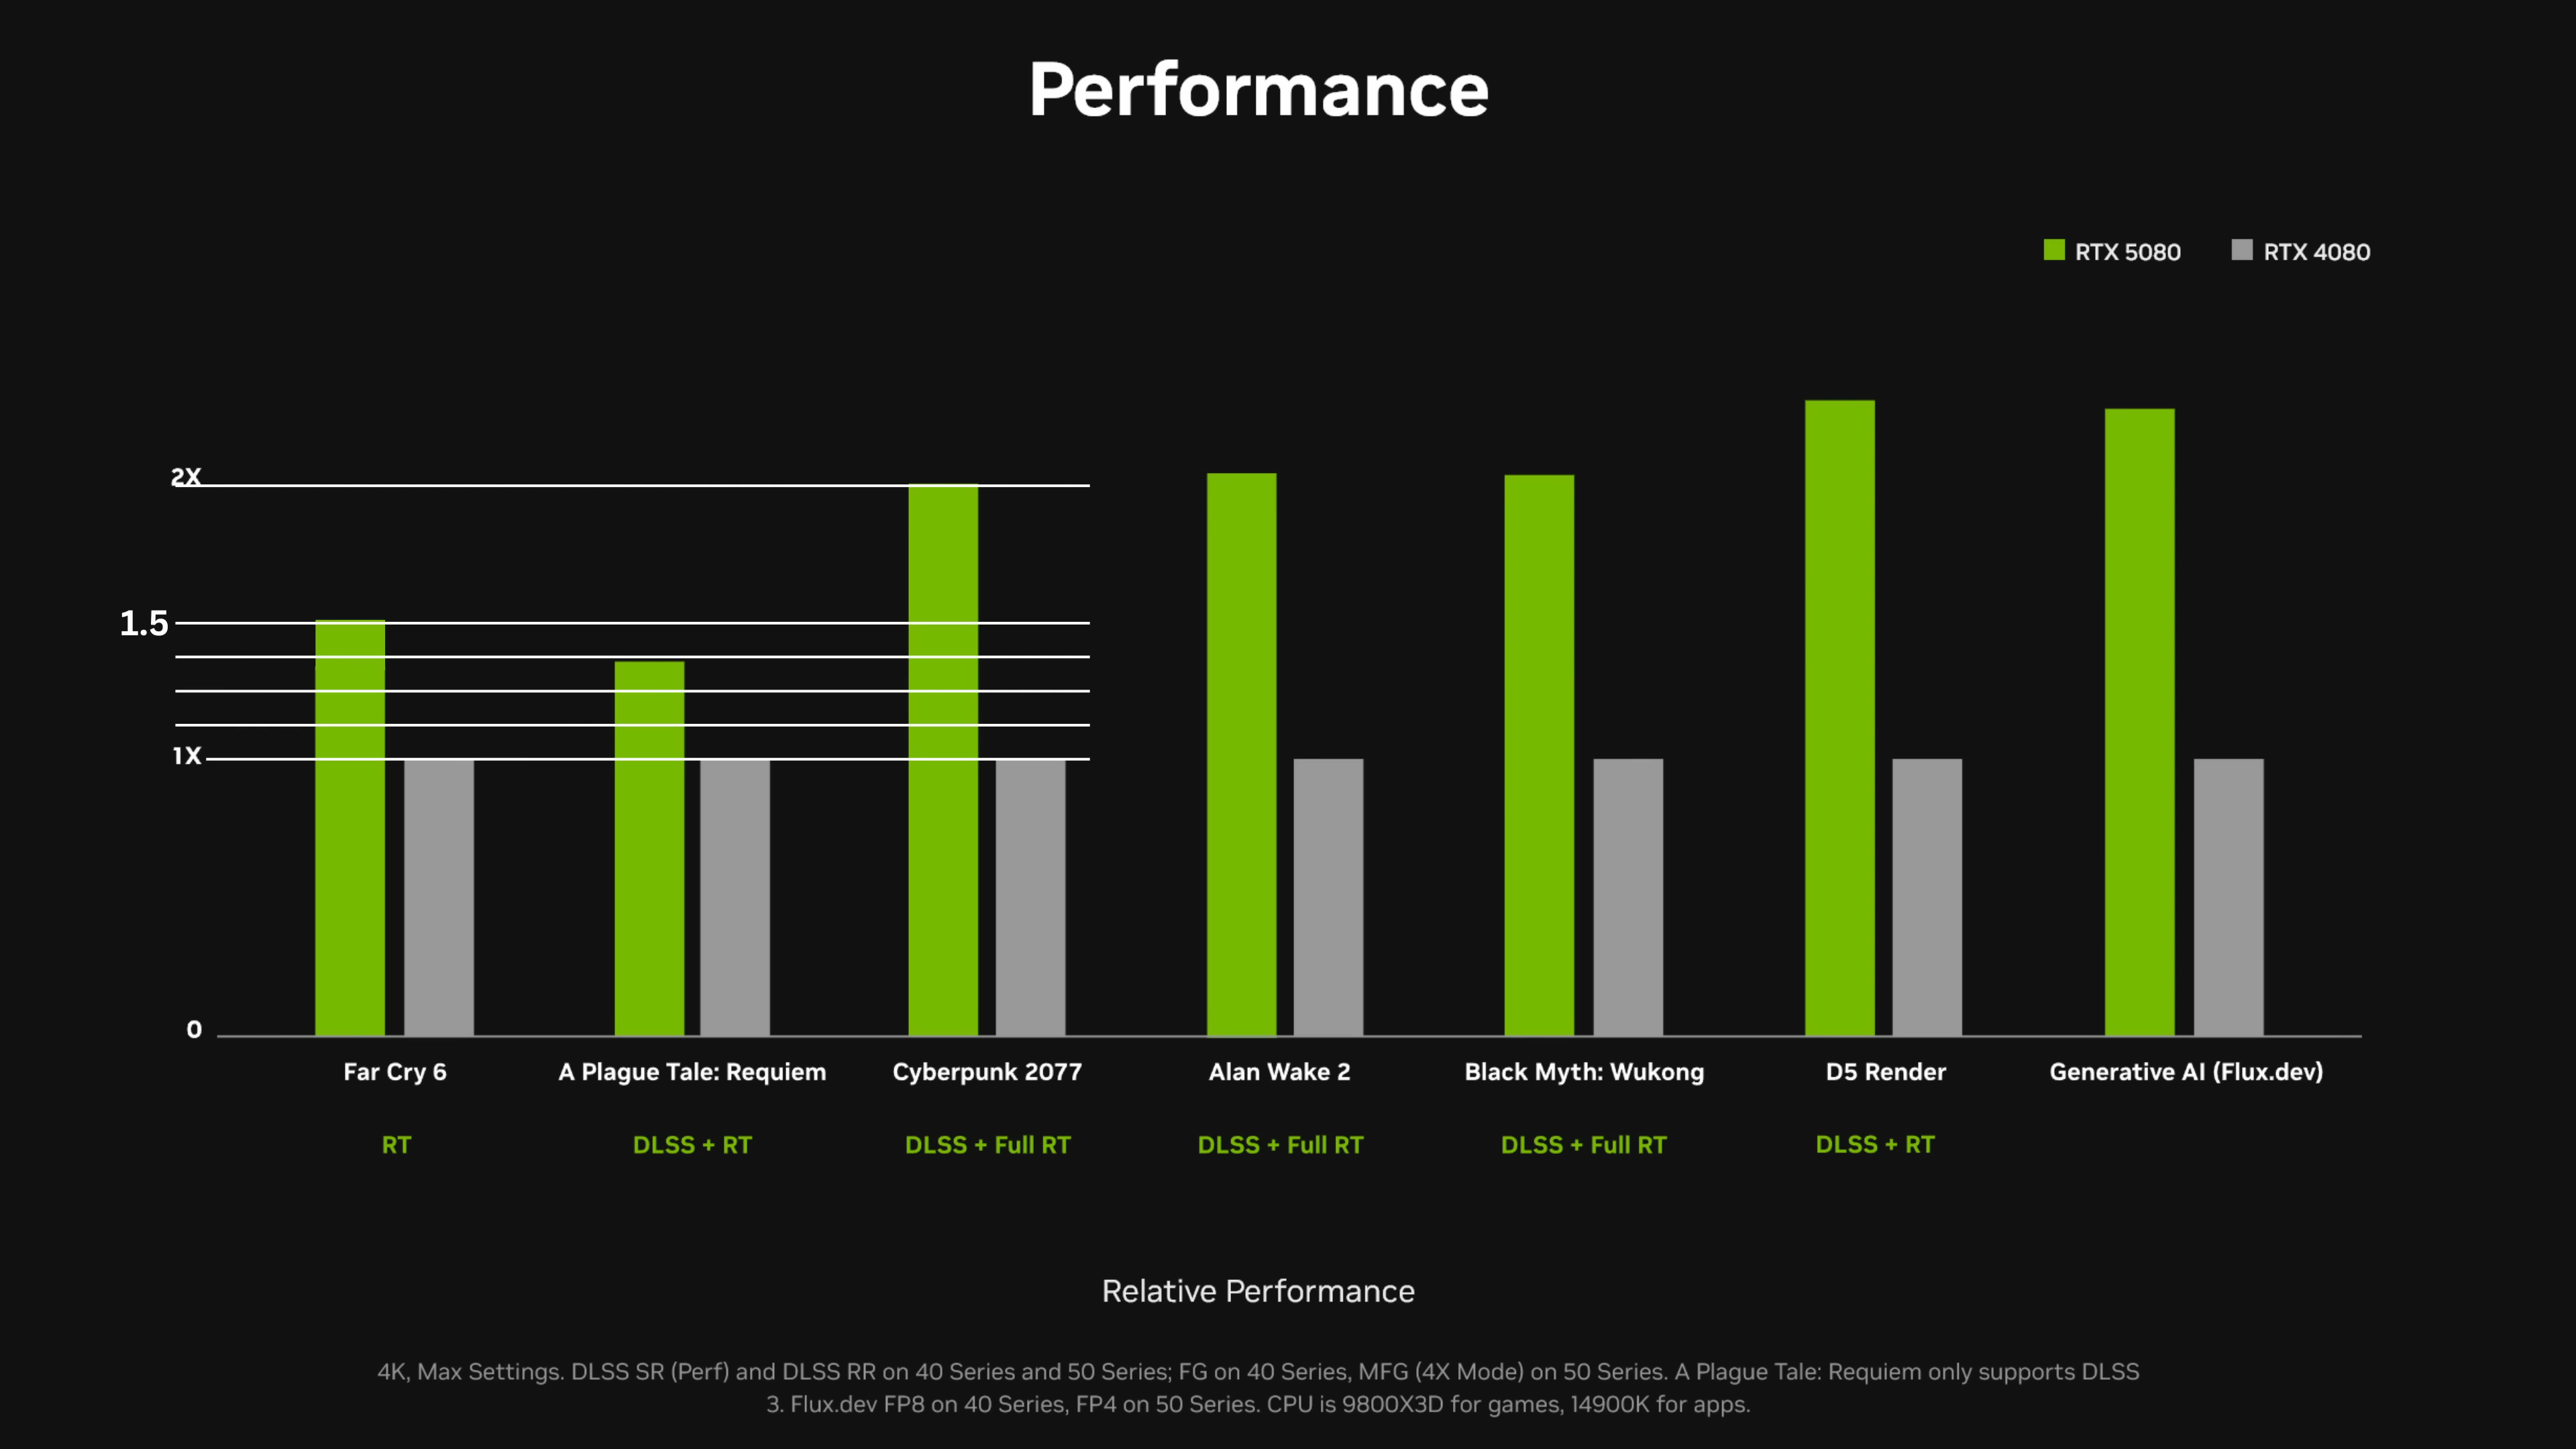 Performance
RTX 5080 RTX 4080
2X
1.5
1X
0
Far Cry 6 A Plague Tale: Requiem Cyberpunk 2077 Alan Wake 2 Black Myth: Wukong D5 Render Generative AI (Flux.dev)
RT DLSS + RT DLSS + Full RT DLSS + Full RT DLSS + Full RT DLSS + RT
Relative Performance
4K, Max Settings. DLSS SR (Perf) and DLSS RR on 40 Series and 50 Series; FG on 40 Series, MFG (4X Mode) on 50 Series. A Plague Tale: Requiem only supports DLSS
3. Flux.dev FP8 on 40 Series, FP4 on 50 Series. CPU is 9800X3D for games, 14900K for apps.